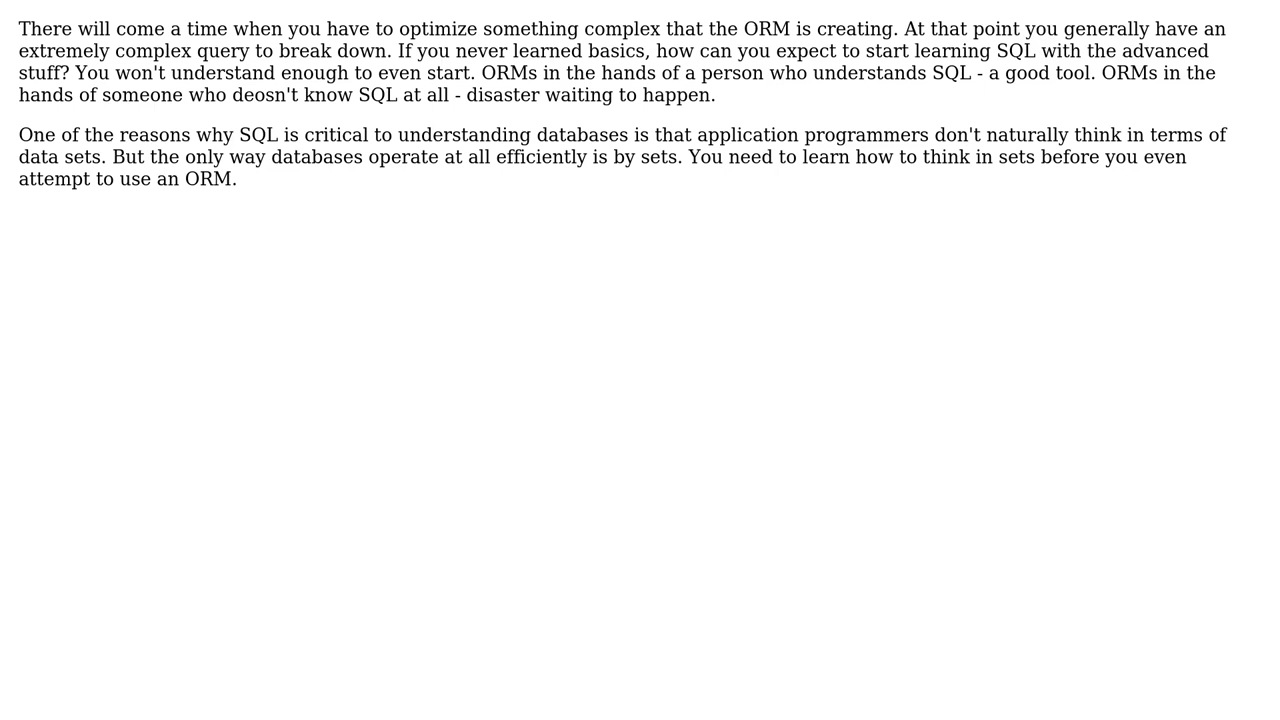 There will come a time when you have to optimize something complex that the ORM is creating. At that point you generally have an
extremely complex query to break down. If you never learned basics, how can you expect to start learning SQL with the advanced
stuff? You won't understand enough to even start. ORMs in the hands of a person who understands SQL - a good tool. ORMs in the
hands of someone who deosn't know SQL at all - disaster waiting to happen.
One of the reasons why SQL is critical to understanding databases is that application programmers don't naturally think in terms of
data sets. But the only way databases operate at all efficiently is by sets. You need to learn how to think in sets before you even
attempt to use an ORM.